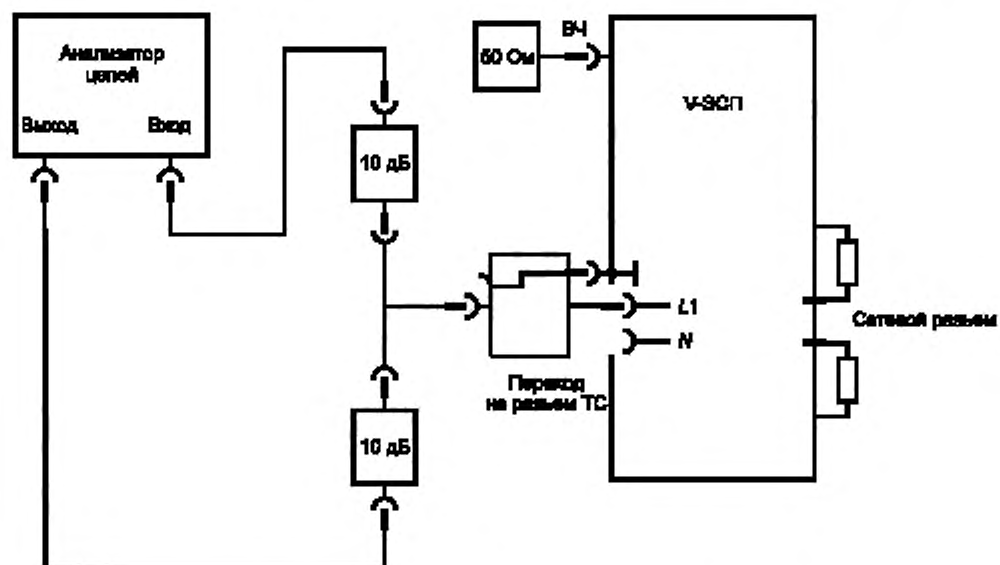 Анализатор
цепей
Выход
Вход
10 дБ
50 Ом
ВЧ
V-ЭСП
L1
N
Сетевой разъем
Переход
на разъем ТС
10 дБ